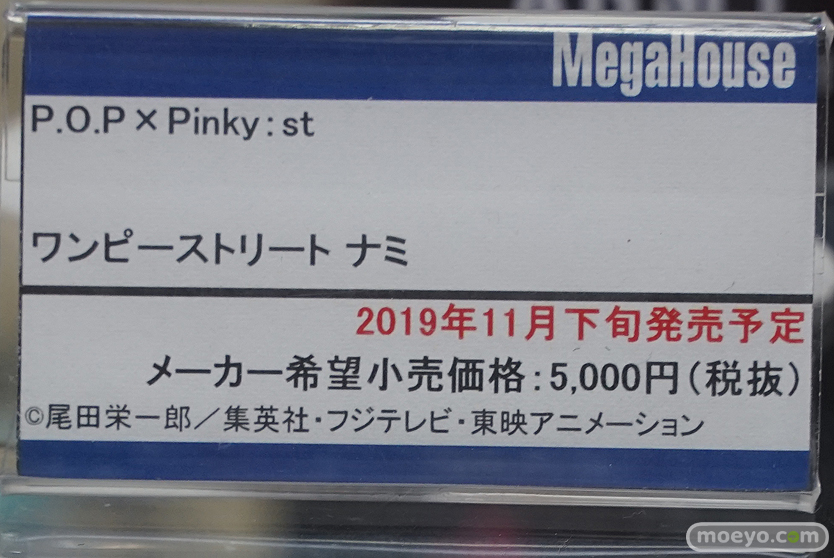 MegaHouse
P.O.P×Pinky:st
ワンピーストリート ナミ
2019年11月下旬発売予定
メーカー希望小売価格:5,000円(税抜)
©尾田栄一郎／集英社・フジテレビ・東映アニメーション
moeyo.com